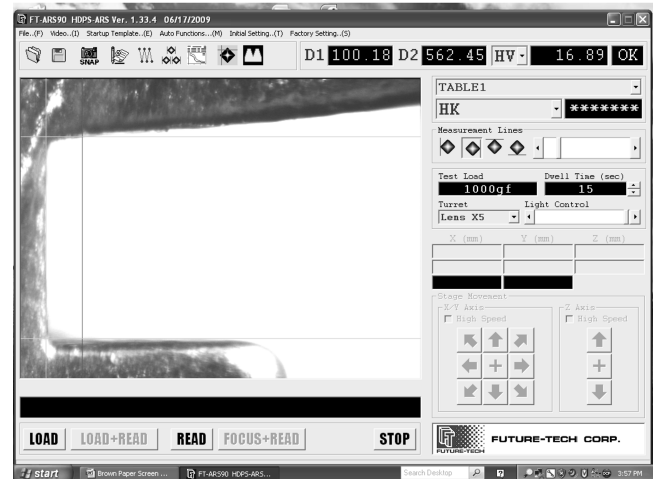 FT-ARS90 HDPS-ARS Ver. 1.33.4 06/17/2009
File..(F) Video..(I) Startup Template..(E) Auto Functions...(M) Initial Setting..(T) Factory Setting..(S)
SNAP
D1 100.18 D2 562.45 HV 16.89 OK
TABLE1
HK *******
Measurement Lines
Test Load Dwell Time (sec)
1000gf 15
Turret Light Control
Lens X5
X (mm) Y (mm) Z (mm)
Stage Movement
X/Y Axis Z Axis
High Speed High Speed
LOAD LOAD+READ READ FOCUS+READ STOP
FUTURE-TECH FUTURE-TECH CORP.
start Brown Paper Screen ... FT-ARS90 HDPS-ARS... Search Desktop 3:57 PM